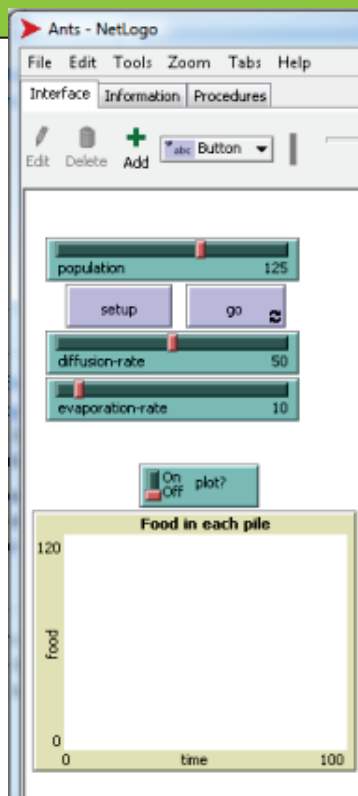 Ants - NetLogo
File Edit Tools Zoom Tabs Help
Interface Information Procedures
Edit Delete Add abc Button
population 125
setup go
diffusion-rate 50
evaporation-rate 10
On
Off plot?
Food in each pile
120
food
0
0 time 100